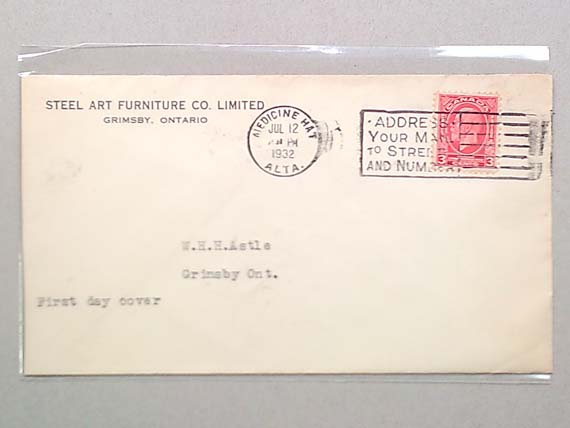 STEEL ART FURNITURE CO. LIMITED
GRIMSBY, ONTARIO
MEDICINE HAT
JUL 12
PM
1932
ALTA.
·ADDRESS
YOUR MAIL
TO STREET
AND NUMBER·
CANADA
3 3
W.H.H.Astle
Grimsby Ont.
First day cover